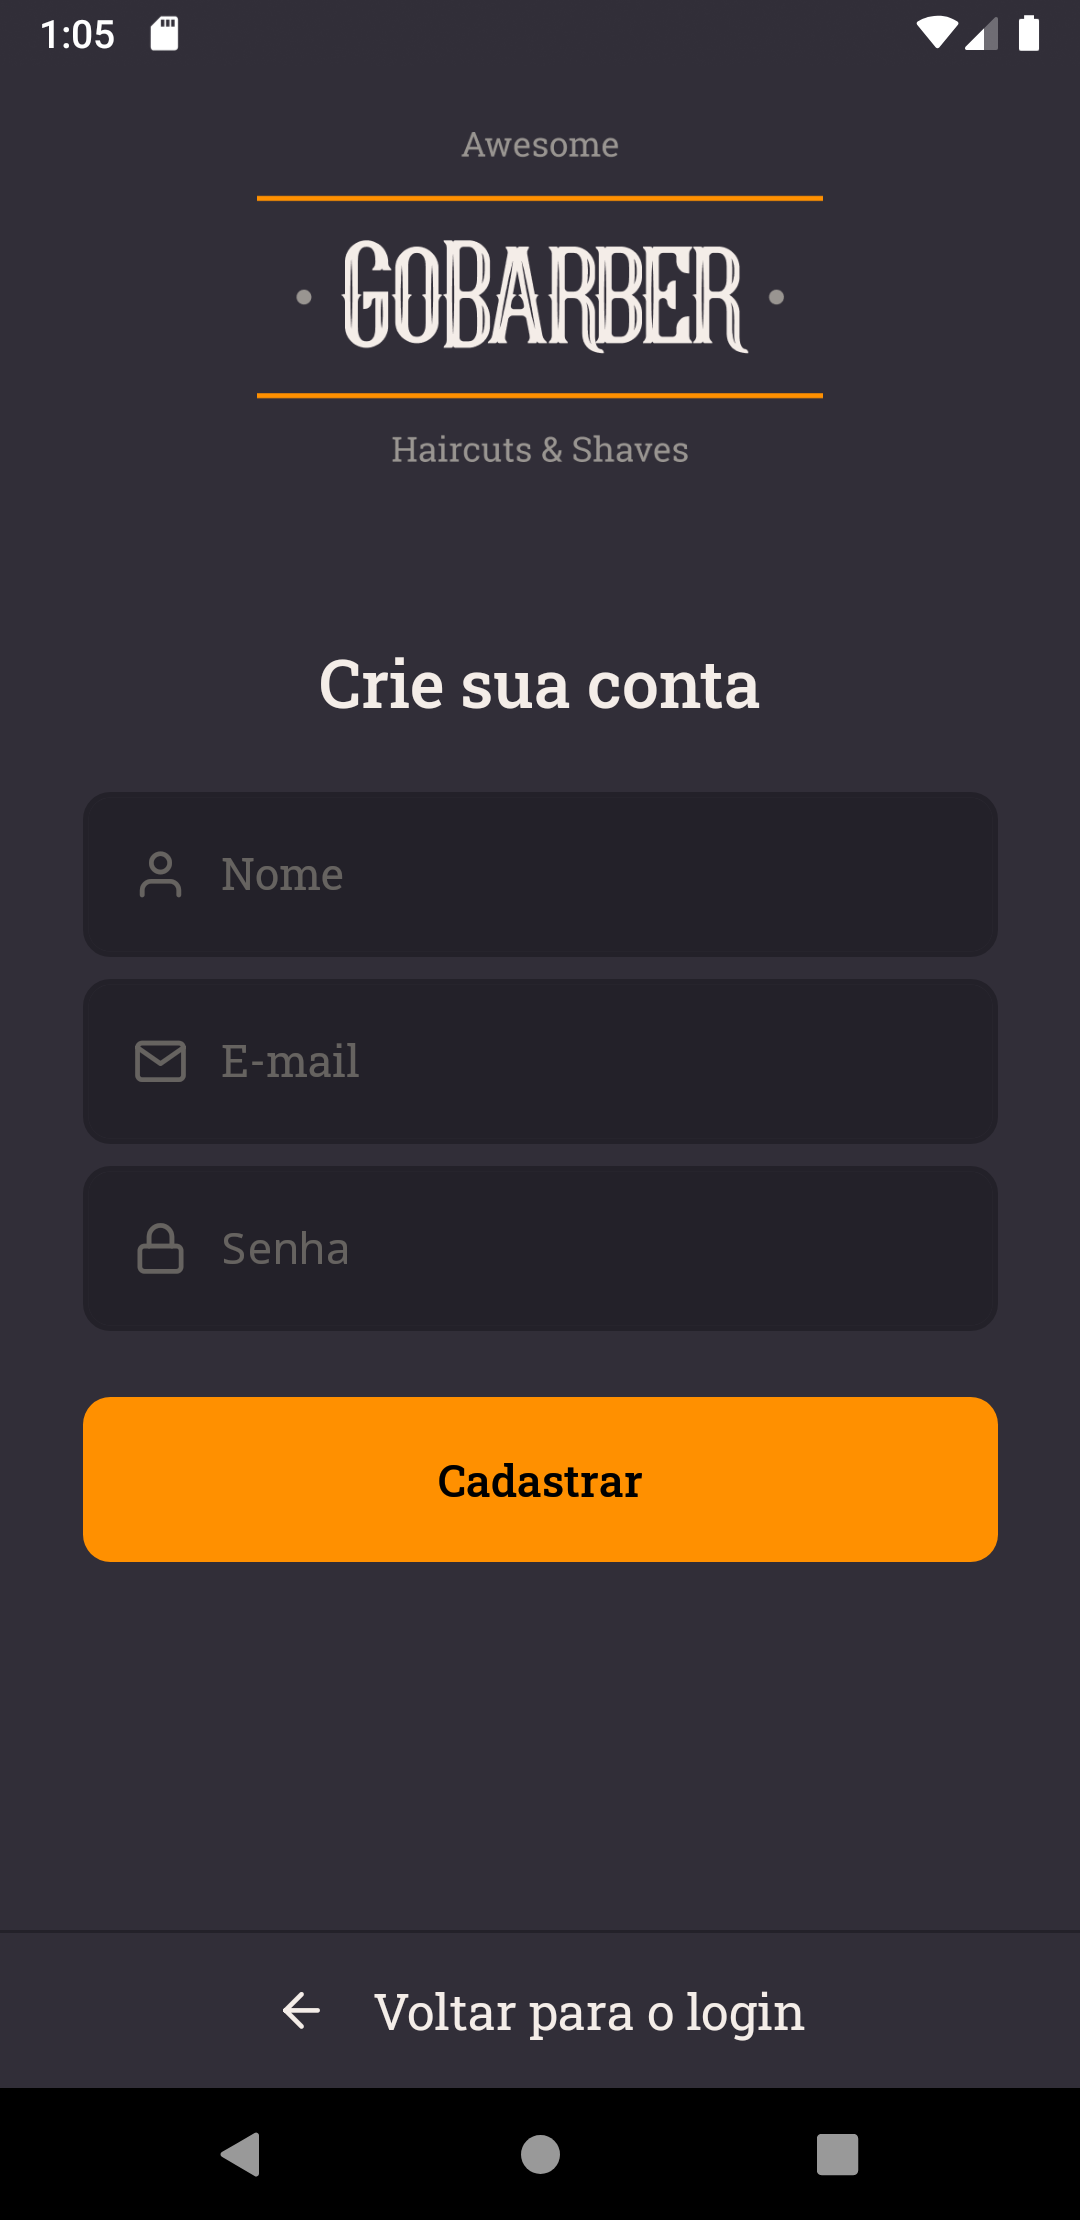 1:05
Awesome
GOBARBER
Haircuts & Shaves
Crie sua conta
Nome
E-mail
Senha
Cadastrar
Voltar para o login